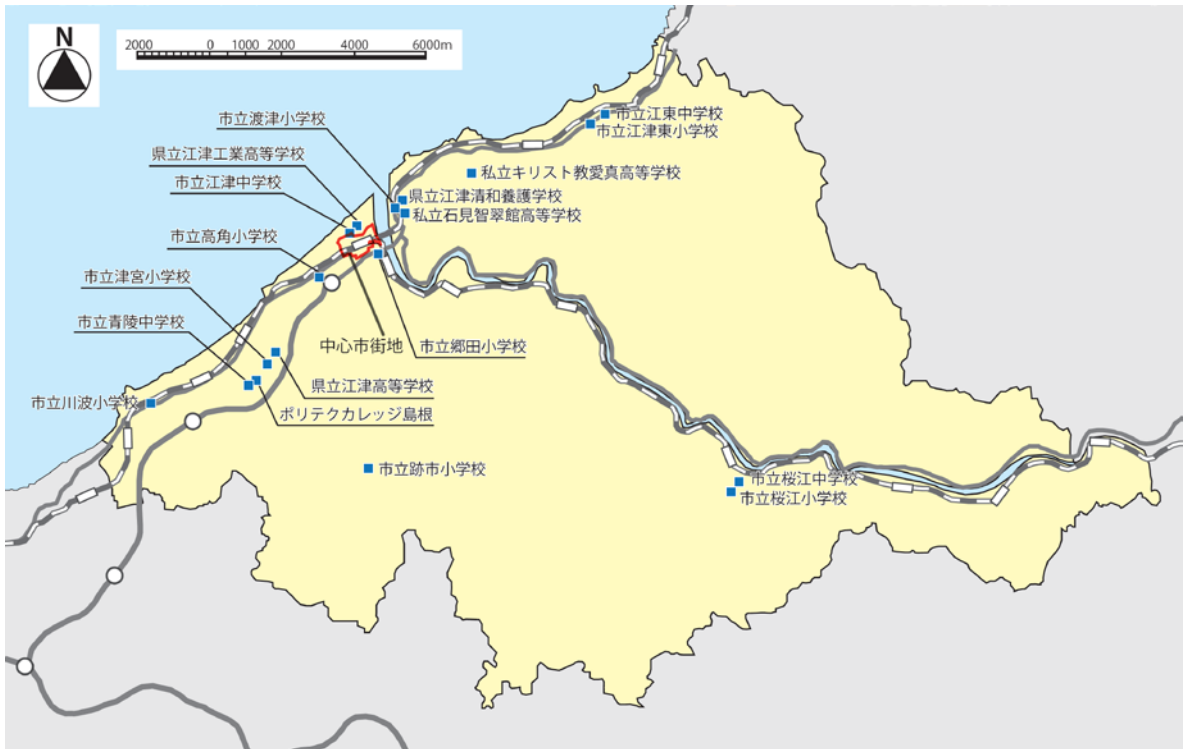 N
2000 0 1000 2000 4000 6000m
市立江東中学校
市立渡津小学校
市立江津東小学校
県立江津工業高等学校
私立キリスト教愛真高等学校
市立江津中学校
県立江津清和養護学校
私立石見智翠館高等学校
市立高角小学校
市立津宮小学校
市立青陵中学校
中心市街地
市立郷田小学校
県立江津高等学校
市立川波小学校
ポリテクカレッジ島根
市立跡市小学校
市立桜江中学校
市立桜江小学校